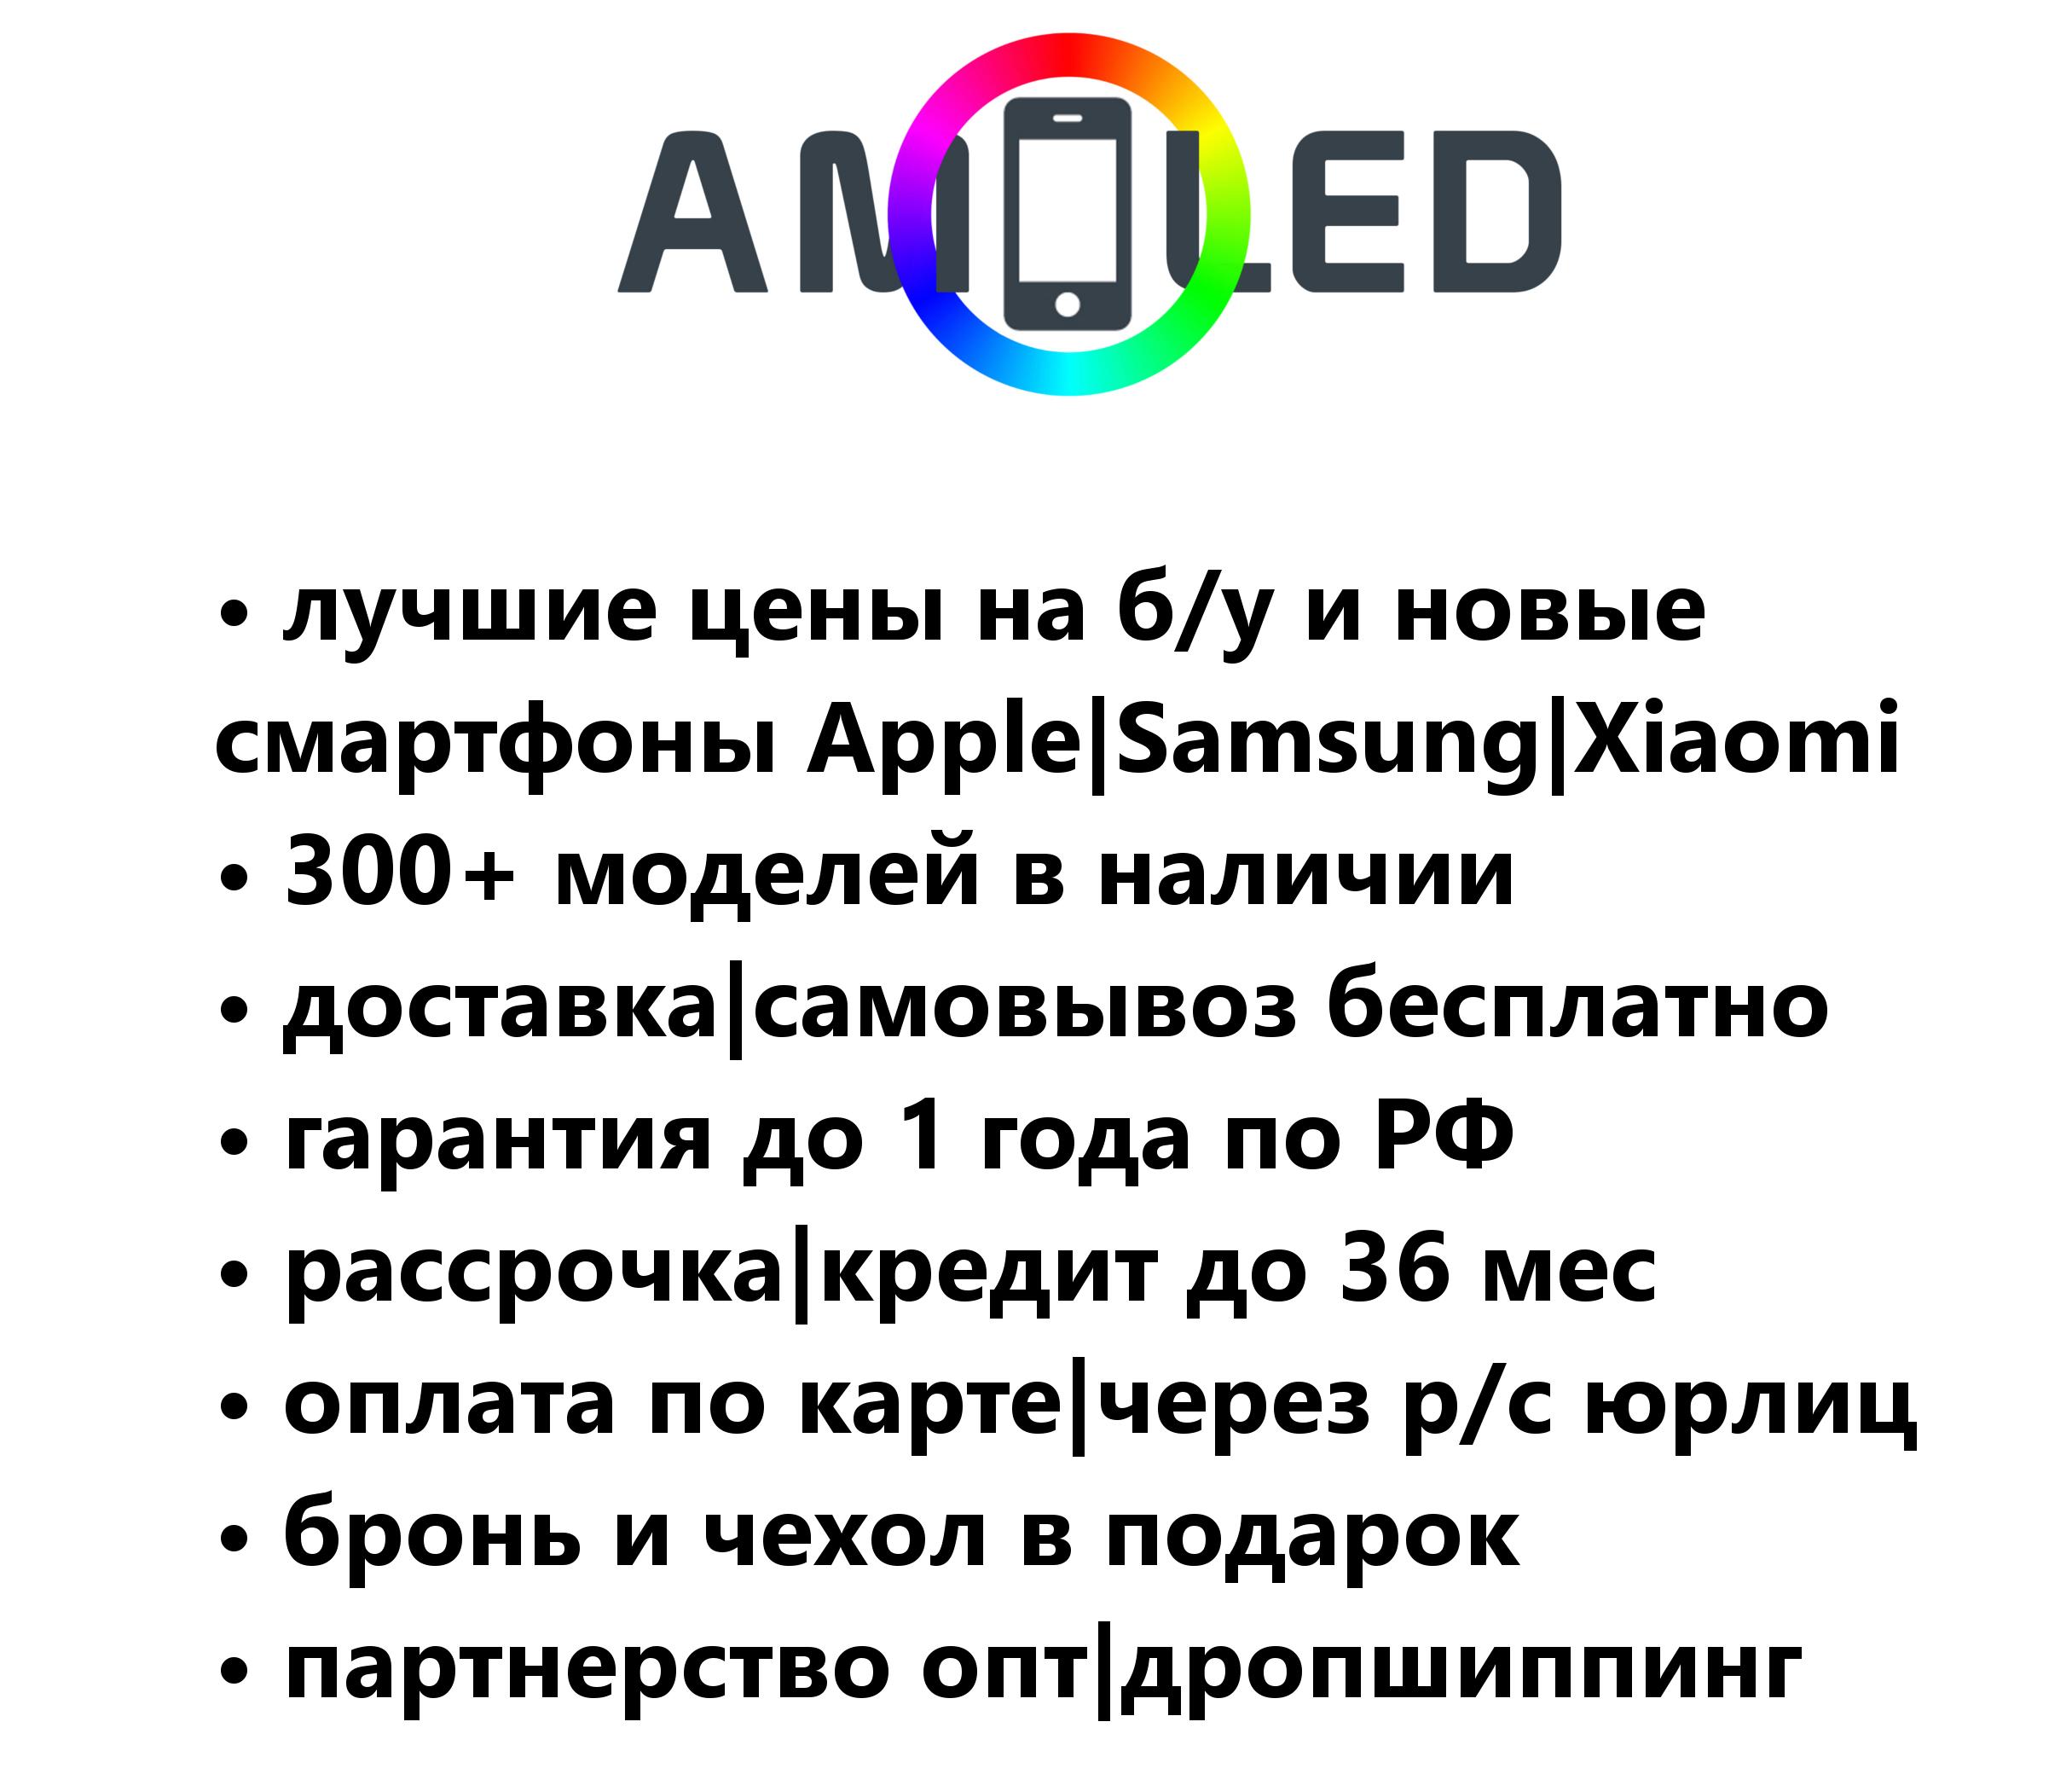 AMOLED
• лучшие цены на б/у и новые
смартфоны Apple|Samsung|Xiaomi
• 300+ моделей в наличии
• доставка|самовывоз бесплатно
• гарантия до 1 года по РФ
• рассрочка|кредит до 36 мес
• оплата по карте|через р/с юрлиц
• бронь и чехол в подарок
• партнерство опт|дропшиппинг